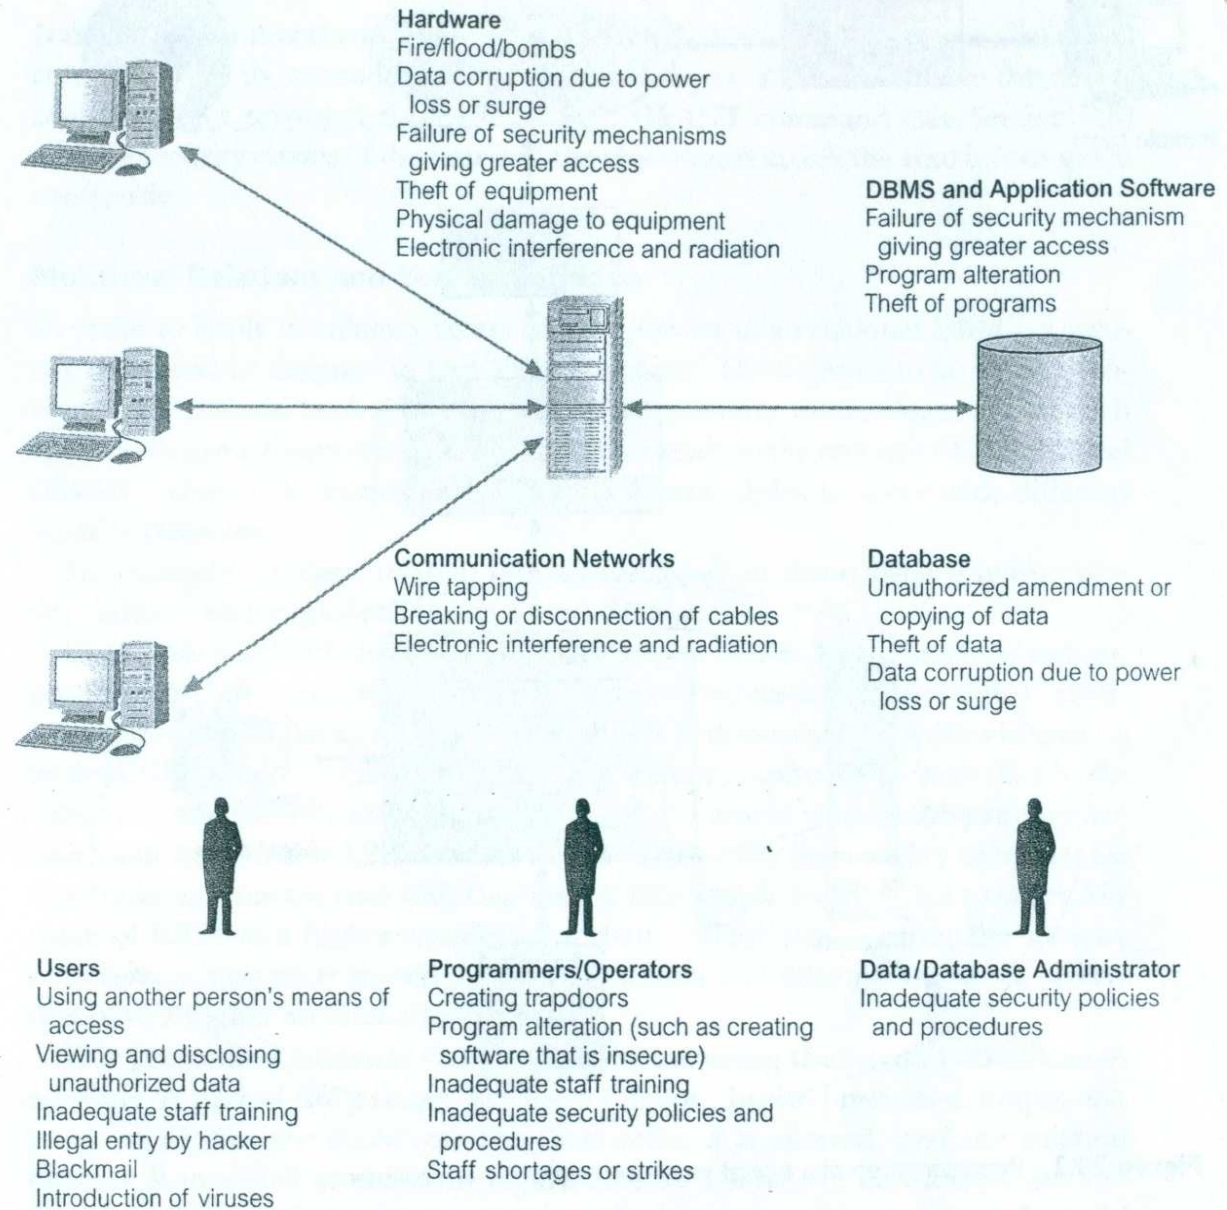 Hardware
Fire/flood/bombs
Data corruption due to power
loss or surge
Failure of security mechanisms
giving greater access
Theft of equipment
Physical damage to equipment
Electronic interference and radiation
DBMS and Application Software
Failure of security mechanism
giving greater access
Program alteration
Theft of programs
Communication Networks
Wire tapping
Breaking or disconnection of cables
Electronic interference and radiation
Database
Unauthorized amendment or
copying of data
Theft of data
Data corruption due to power
loss or surge
Users
Using another person's means of
access
Viewing and disclosing
unauthorized data
Inadequate staff training
Illegal entry by hacker
Blackmail
Introduction of viruses
Programmers/Operators
Creating trapdoors
Program alteration (such as creating
software that is insecure)
Inadequate staff training
Inadequate security policies and
procedures
Staff shortages or strikes
Data/Database Administrator
Inadequate security policies
and procedures